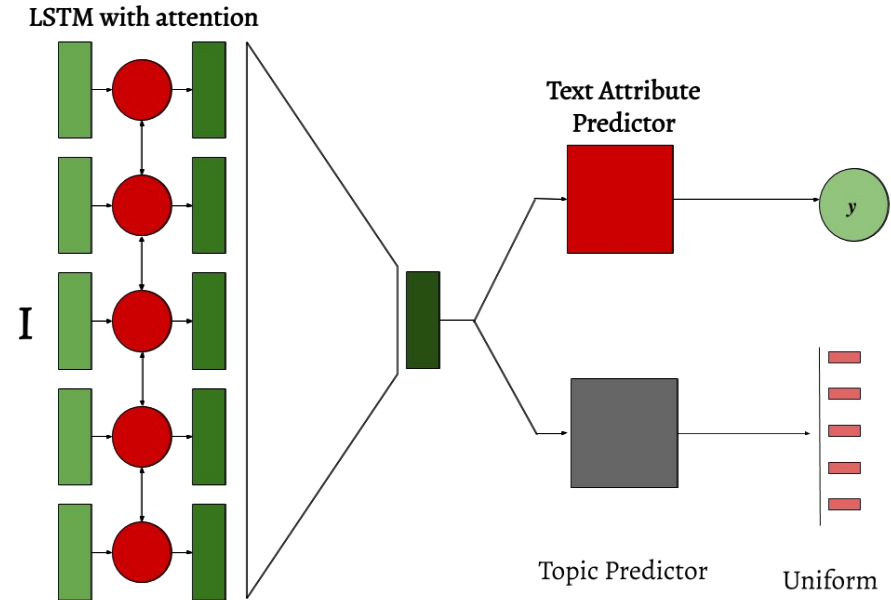 LSTM with attention
Text Attribute
Predictor
y
I
Topic Predictor
Uniform